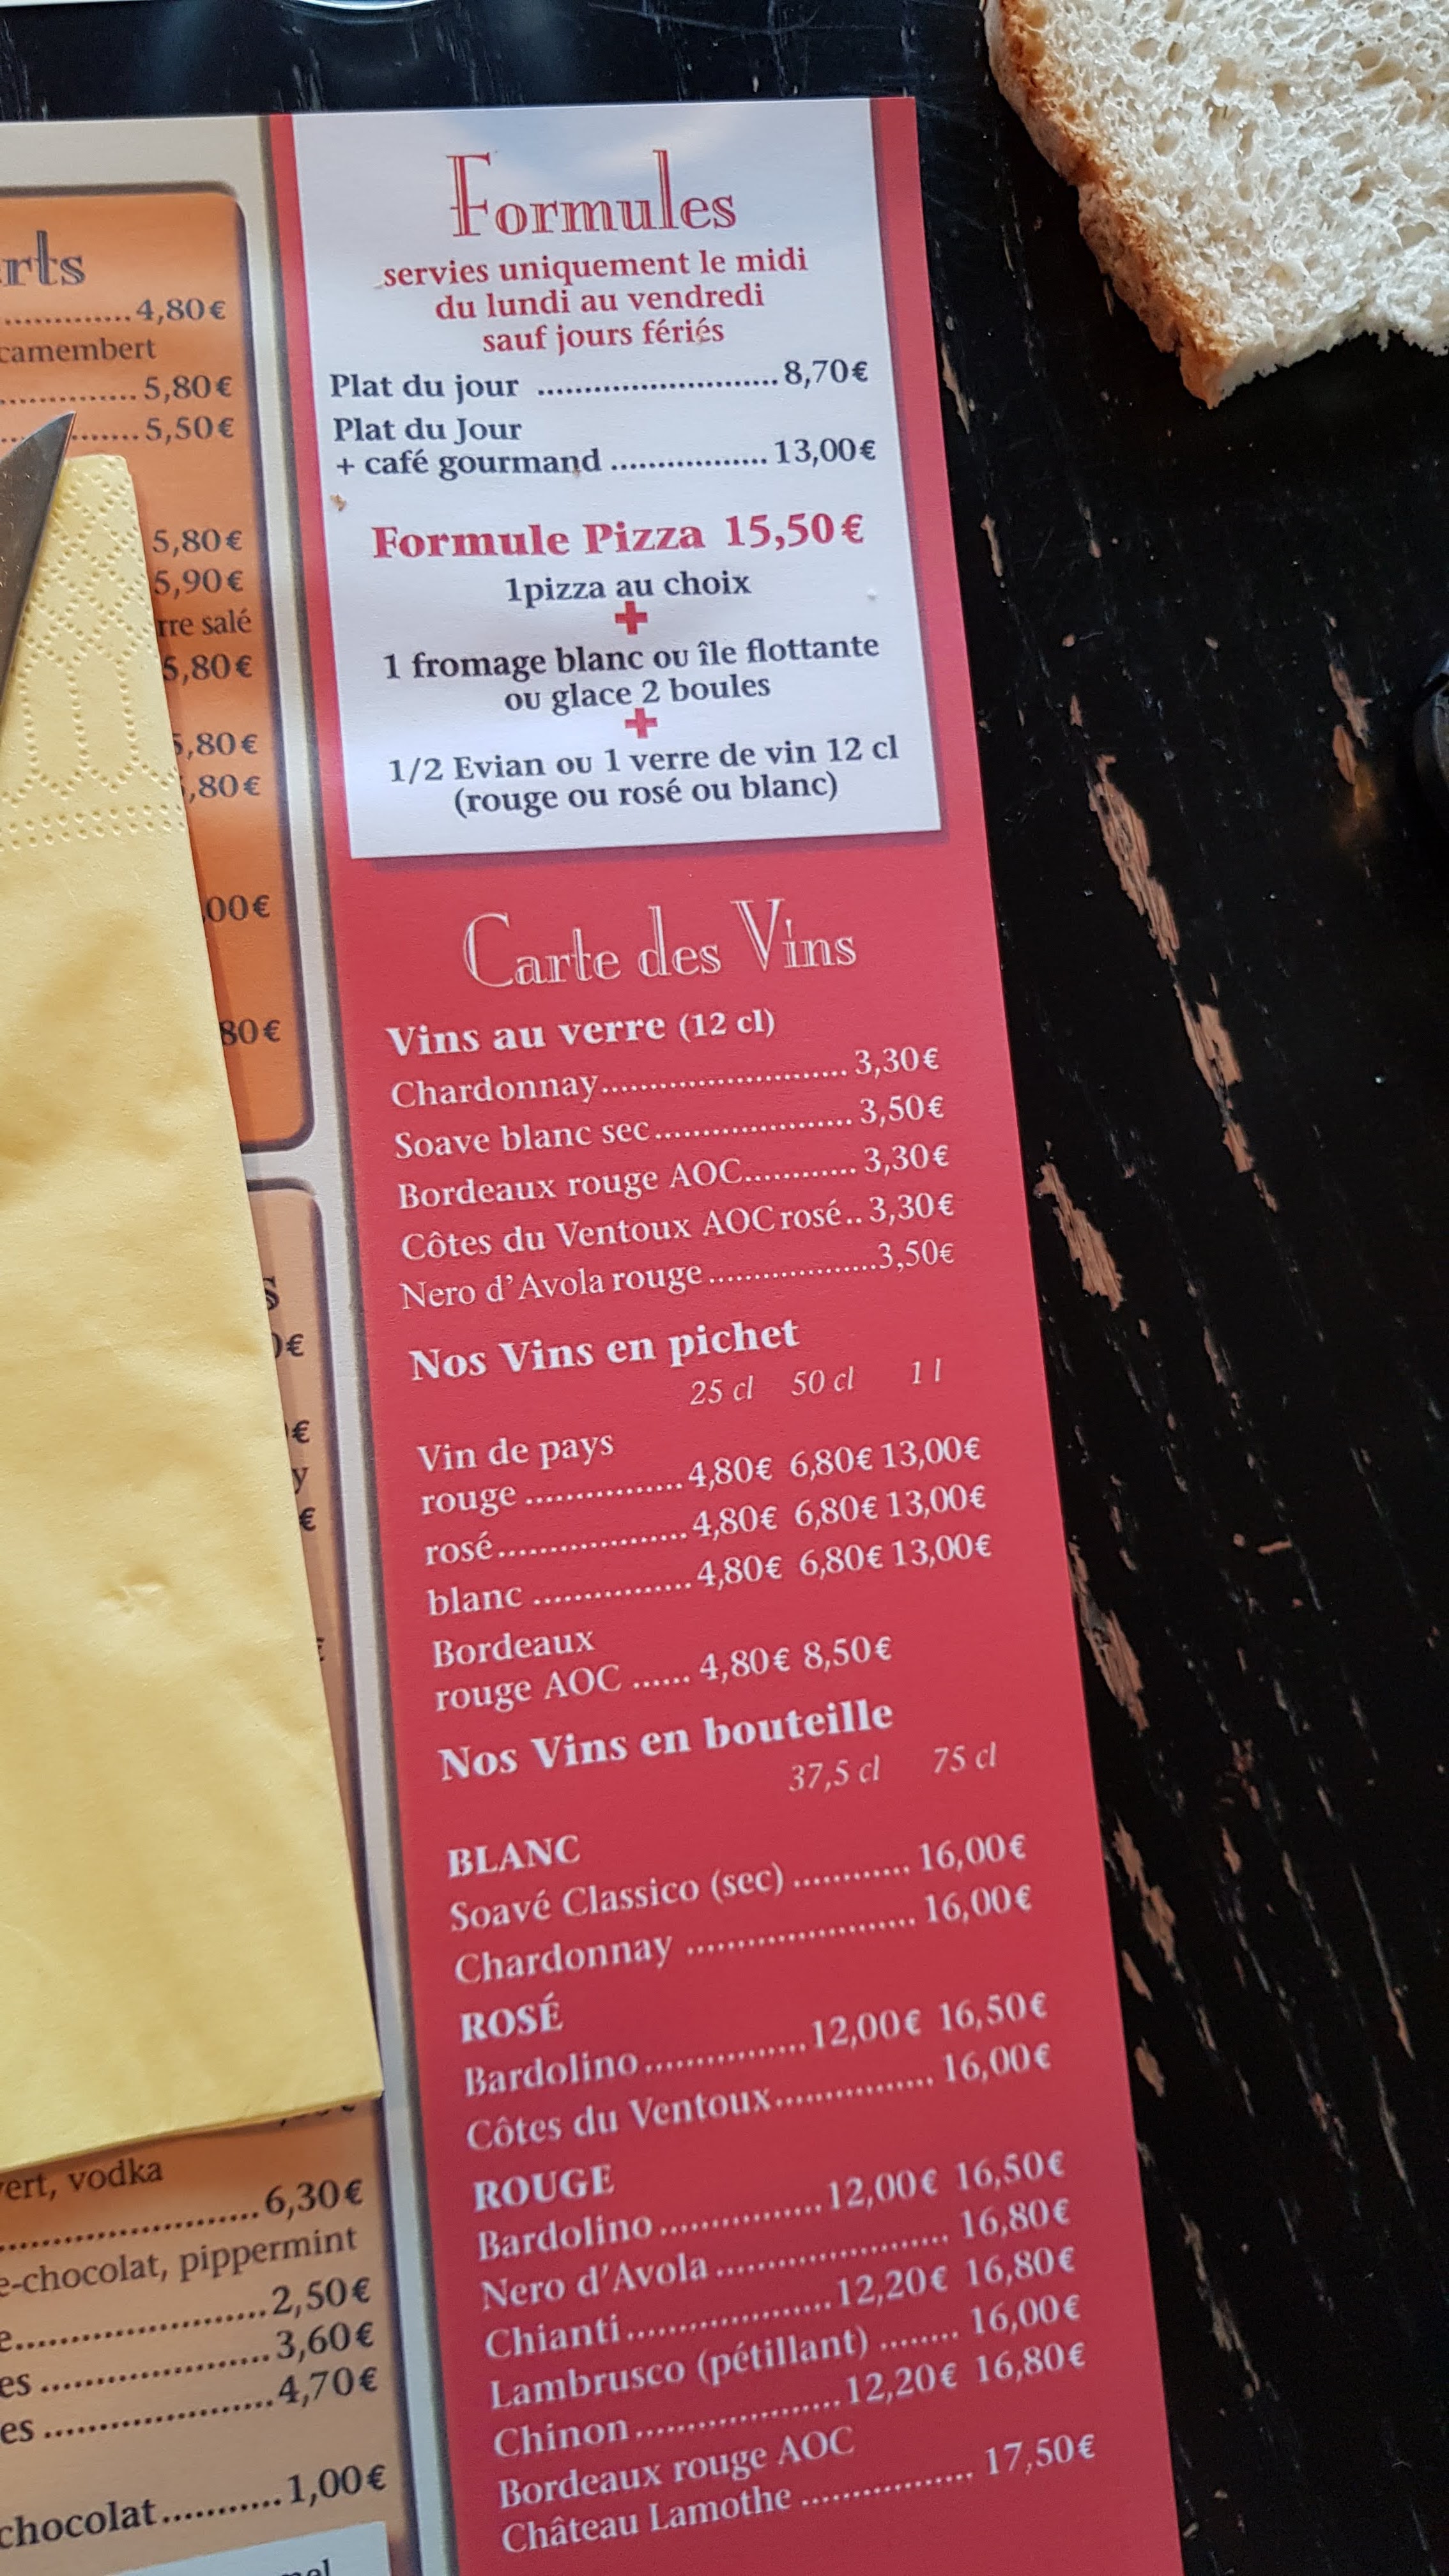 rts
4,80€
camembert
5,80€
5,50€
5,80€
5,90€
rre salé
5,80€
,80€
,80€
00€
80€
s
€
€
y
€
ert, vodka
6,30€
e-chocolat, pippermint
e 2,50€
es 3,60€
es 4,70€
chocolat 1,00€
Formules
servies uniquement le midi
du lundi au vendredi
sauf jours fériés
Plat du jour 8,70€
Plat du Jour
+ café gourmand 13,00€
Formule Pizza 15,50€
1pizza au choix
+
1 fromage blanc ou île flottante
ou glace 2 boules
+
1/2 Evian ou 1 verre de vin 12 cl
(rouge ou rosé ou blanc)
Carte des Vins
Vins au verre (12 cl)
Chardonnay 3,30€
Soave blanc sec 3,50€
Bordeaux rouge AOC 3,30€
Côtes du Ventoux AOC rosé 3,30€
Nero d'Avola rouge 3,50€
Nos Vins en pichet
25 cl 50 cl 1 l
Vin de pays
rouge 4,80€ 6,80€ 13,00€
rosé 4,80€ 6,80€ 13,00€
blanc 4,80€ 6,80€ 13,00€
Bordeaux
rouge AOC 4,80€ 8,50€
Nos Vins en bouteille
37,5 cl 75 cl
BLANC
Soavé Classico (sec) 16,00€
Chardonnay 16,00€
ROSÉ
Bardolino 12,00€ 16,50€
Côtes du Ventoux 16,00€
ROUGE
Bardolino 12,00€ 16,50€
Nero d'Avola 16,80€
Chianti 12,20€ 16,80€
Lambrusco (pétillant) 16,00€
Chinon 12,20€ 16,80€
Bordeaux rouge AOC
Château Lamothe 17,50€